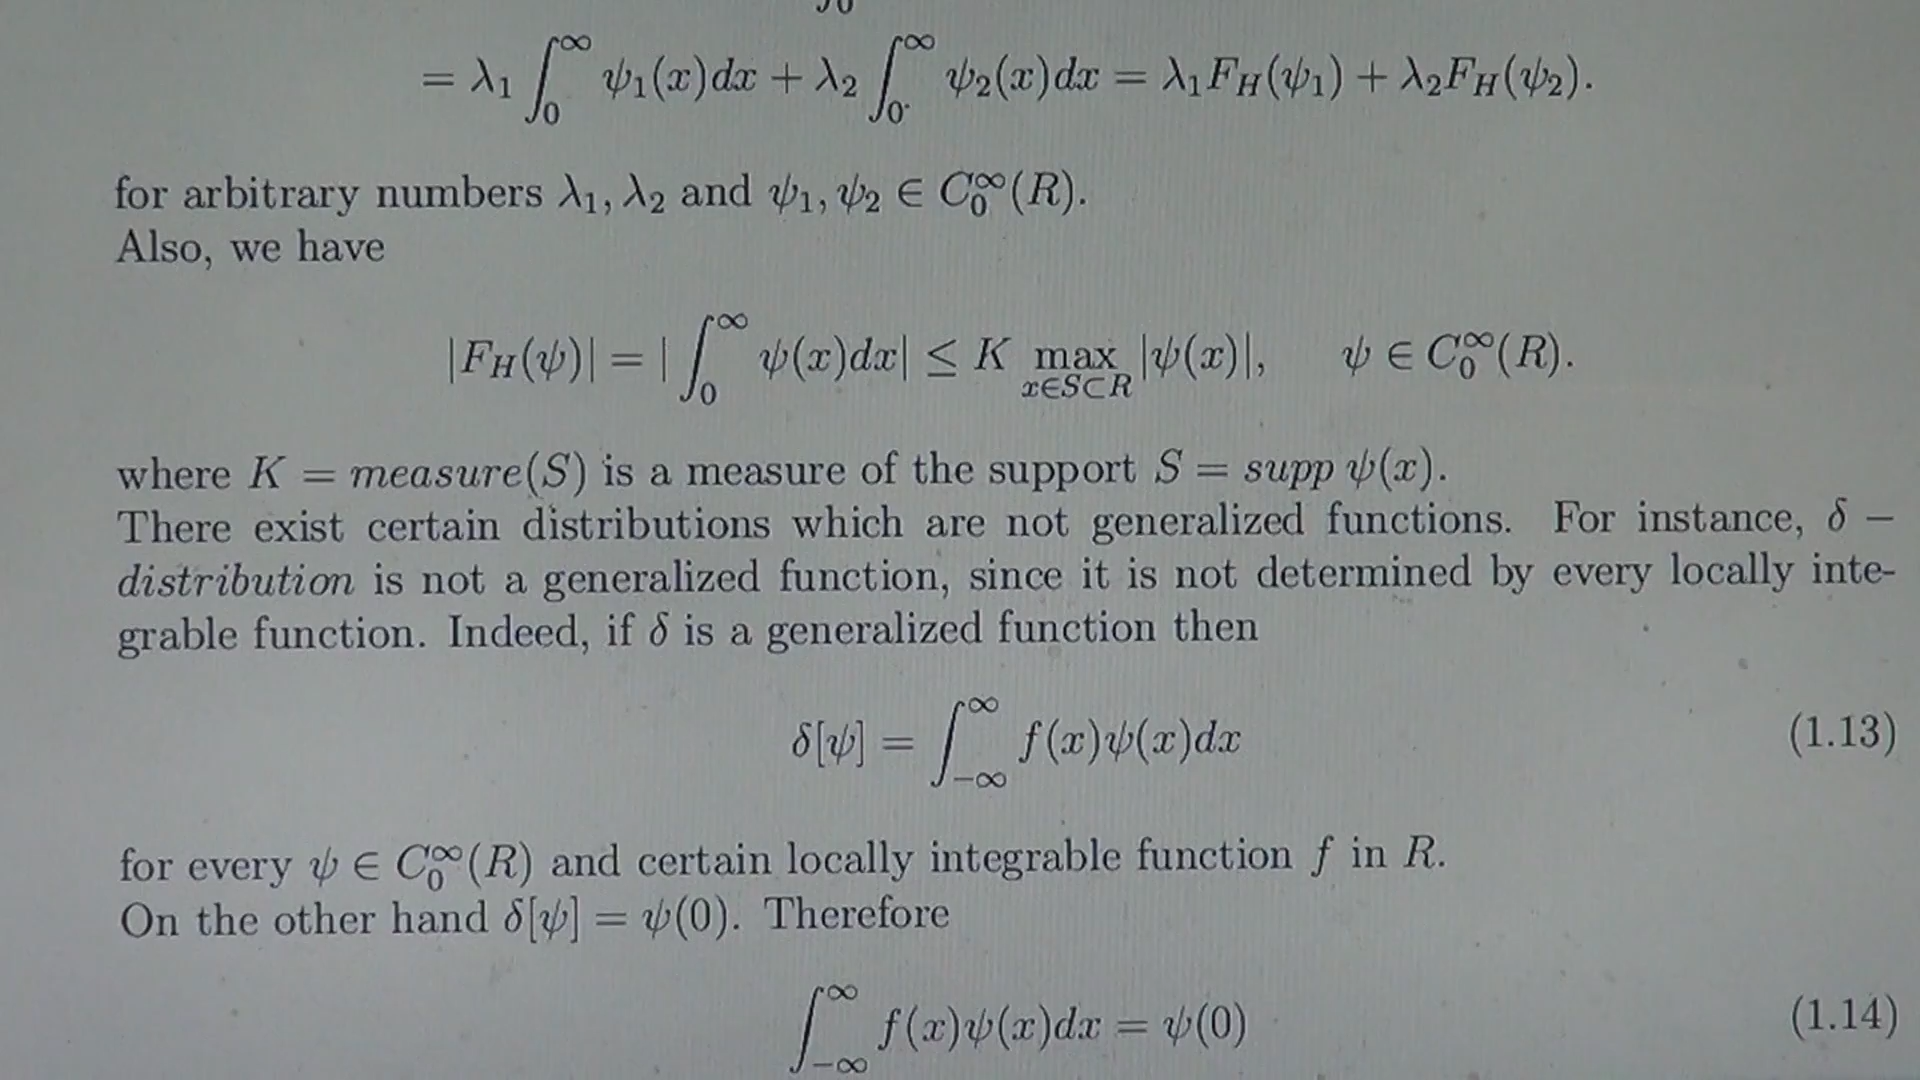 = λ₁ ∫₀^∞ ψ₁(x)dx + λ₂ ∫₀^∞ ψ₂(x)dx = λ₁F_H(ψ₁) + λ₂F_H(ψ₂).
for arbitrary numbers λ₁, λ₂ and ψ₁, ψ₂ ∈ C₀^∞(R).
Also, we have
|F_H(ψ)| = | ∫₀^∞ ψ(x)dx| ≤ K max_{x∈S⊂R} |ψ(x)|, ψ ∈ C₀^∞(R).
where K = measure(S) is a measure of the support S = supp ψ(x).
There exist certain distributions which are not generalized functions. For instance, δ −
distribution is not a generalized function, since it is not determined by every locally inte-
grable function. Indeed, if δ is a generalized function then
δ[ψ] = ∫_{−∞}^∞ f(x)ψ(x)dx (1.13)
for every ψ ∈ C₀^∞(R) and certain locally integrable function f in R.
On the other hand δ[ψ] = ψ(0). Therefore
∫_{−∞}^∞ f(x)ψ(x)dx = ψ(0) (1.14)